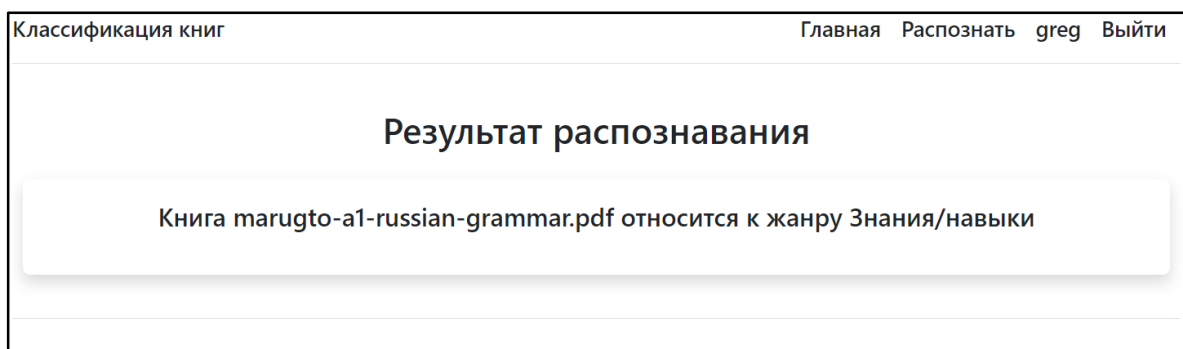 Классификация книг Главная Распознать greg Выйти
Результат распознавания
Книга marugto-a1-russian-grammar.pdf относится к жанру Знания/навыки